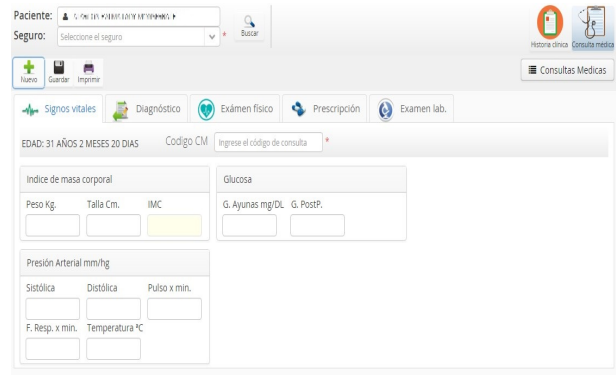 Paciente:
Seguro: Seleccione el seguro * Buscar
Historia clínica Consulta médica
Nuevo Guardar Imprimir Consultas Medicas
Signos vitales Diagnóstico Exámen físico Prescripción Examen lab.
EDAD: 31 AÑOS 2 MESES 20 DIAS Codigo CM Ingrese el código de consulta *
Indice de masa corporal Glucosa
Peso Kg. Talla Cm. IMC G. Ayunas mg/DL G. PostP.
Presión Arterial mm/hg
Sistólica Distólica Pulso x min.
F. Resp. x min. Temperatura ºC